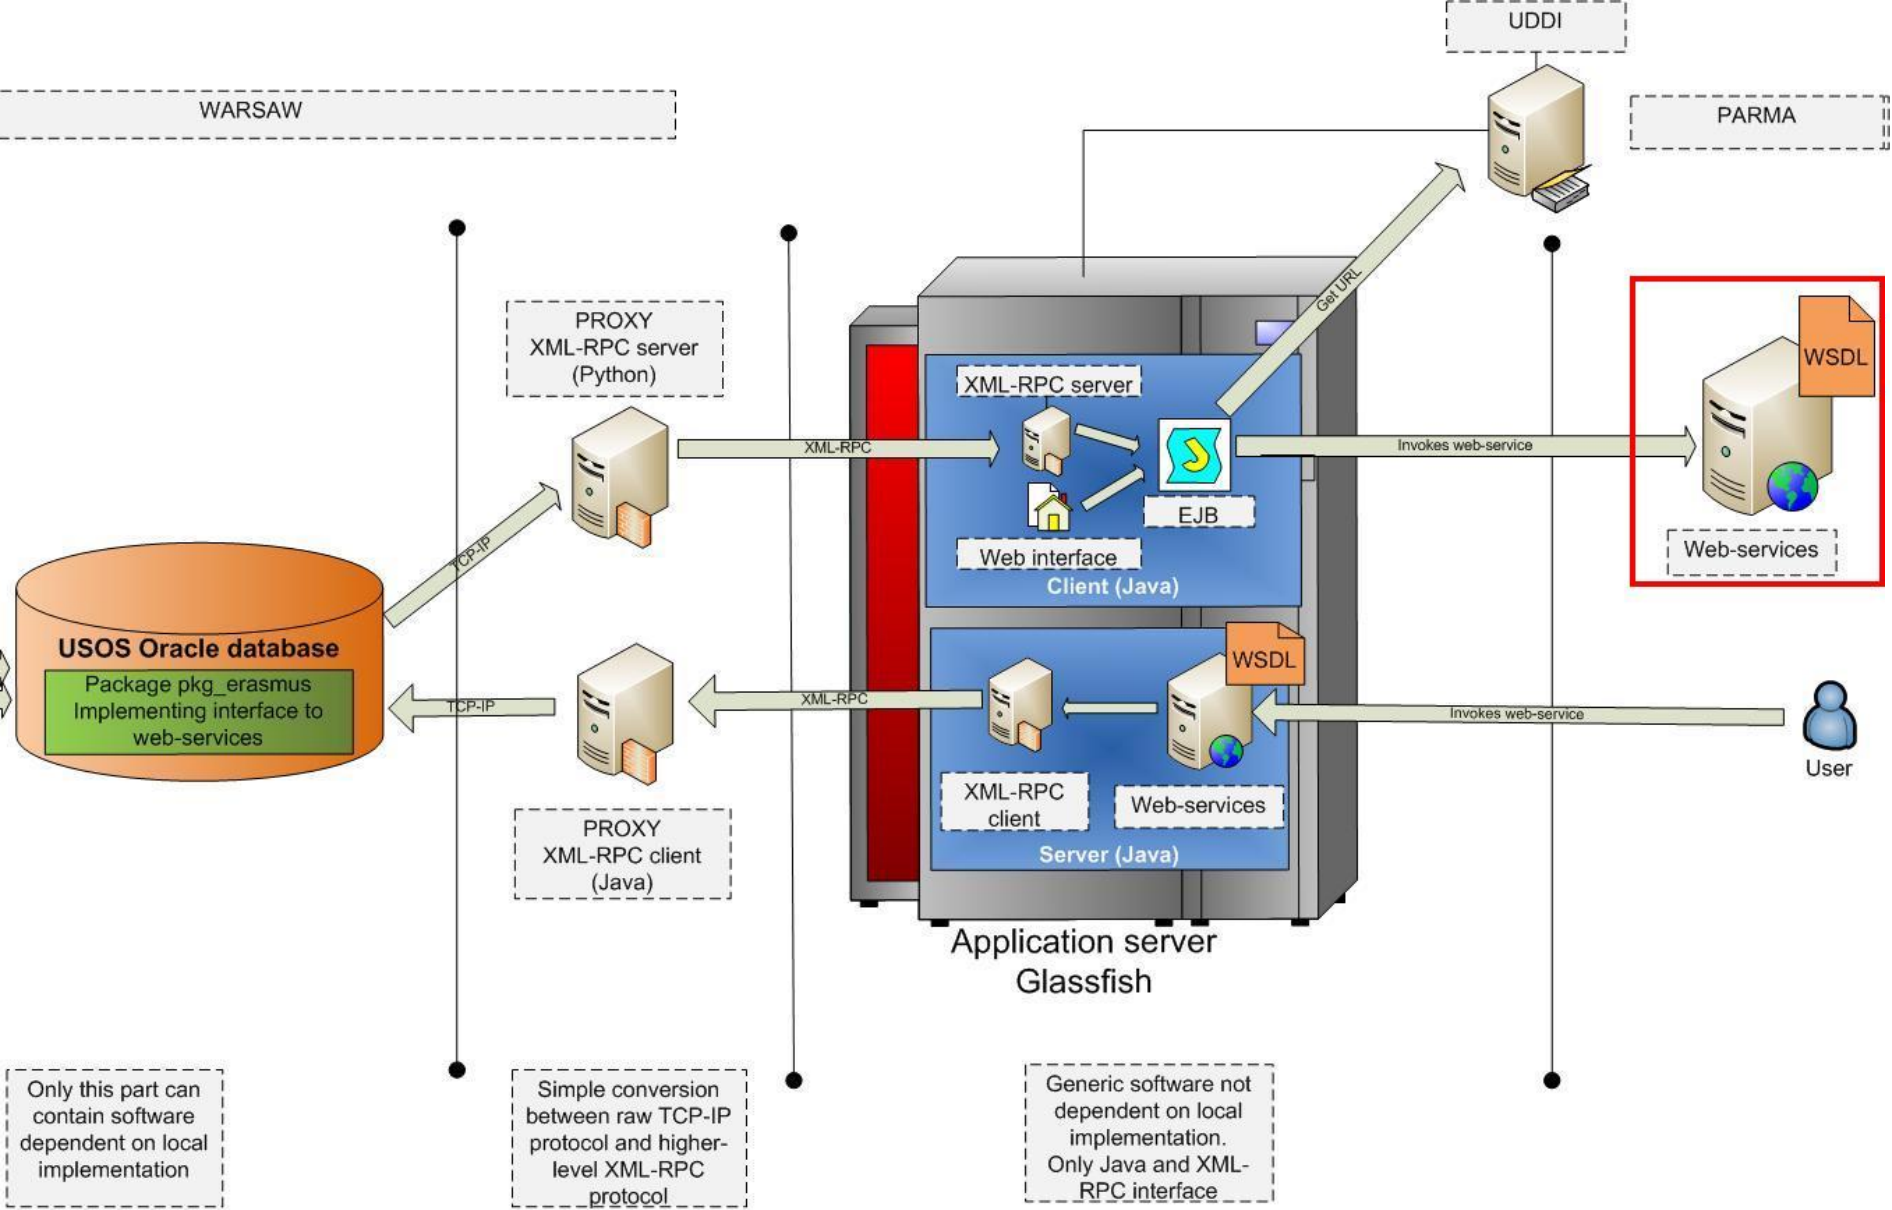 UDDI
WARSAW
PARMA
PROXY
XML-RPC server
(Python)
Get URL
WSDL
XML-RPC server
XML-RPC
Invokes web-service
EJB
Web interface
Client (Java)
Web-services
TCP-IP
USOS Oracle database
Package pkg_erasmus
Implementing interface to
web-services
WSDL
TCP-IP
XML-RPC
Invokes web-service
User
XML-RPC
client
Web-services
Server (Java)
PROXY
XML-RPC client
(Java)
Application server
Glassfish
Only this part can
contain software
dependent on local
implementation
Simple conversion
between raw TCP-IP
protocol and higher-
level XML-RPC
protocol
Generic software not
dependent on local
implementation.
Only Java and XML-
RPC interface